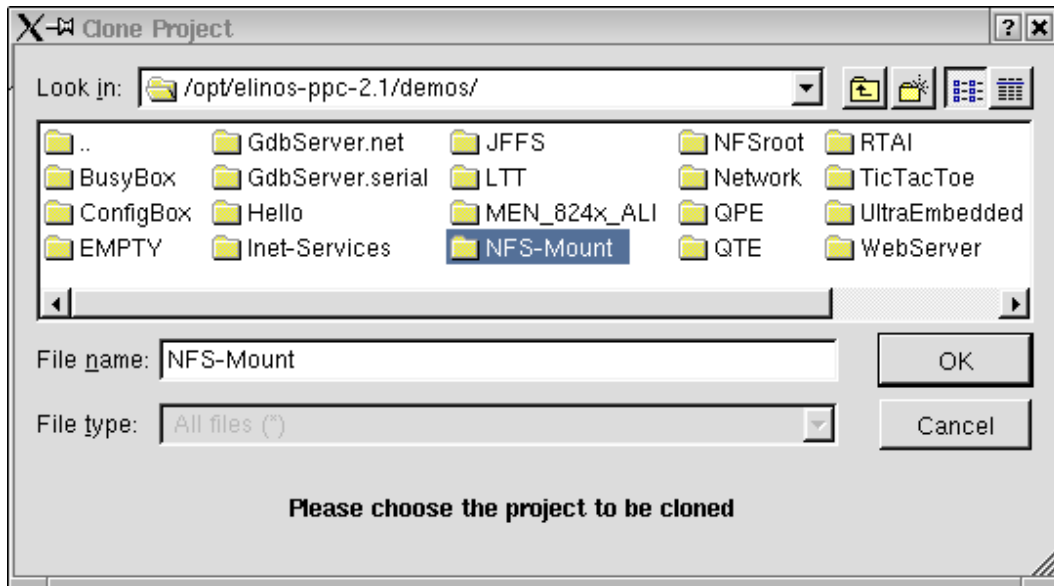 Clone Project
Look in: /opt/elinos-ppc-2.1/demos/
.. GdbServer.net JFFS NFSroot RTAI
BusyBox GdbServer.serial LTT Network TicTacToe
ConfigBox Hello MEN_824x_ALI QPE UltraEmbedded
EMPTY Inet-Services NFS-Mount QTE WebServer
File name: NFS-Mount OK
File type: All files (*) Cancel
Please choose the project to be cloned